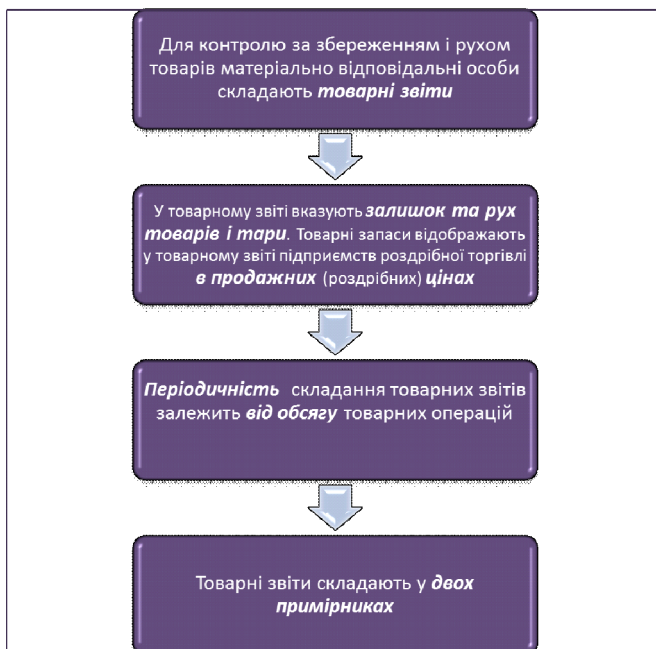 Для контролю за збереженням і рухом
товарів матеріально відповідальні особи
складають товарні звіти
У товарному звіті вказують залишок та рух
товарів і тари. Товарні запаси відображають
у товарному звіті підприємств роздрібної торгівлі
в продажних (роздрібних) цінах
Періодичність складання товарних звітів
залежить від обсягу товарних операцій
Товарні звіти складають у двох
примірниках